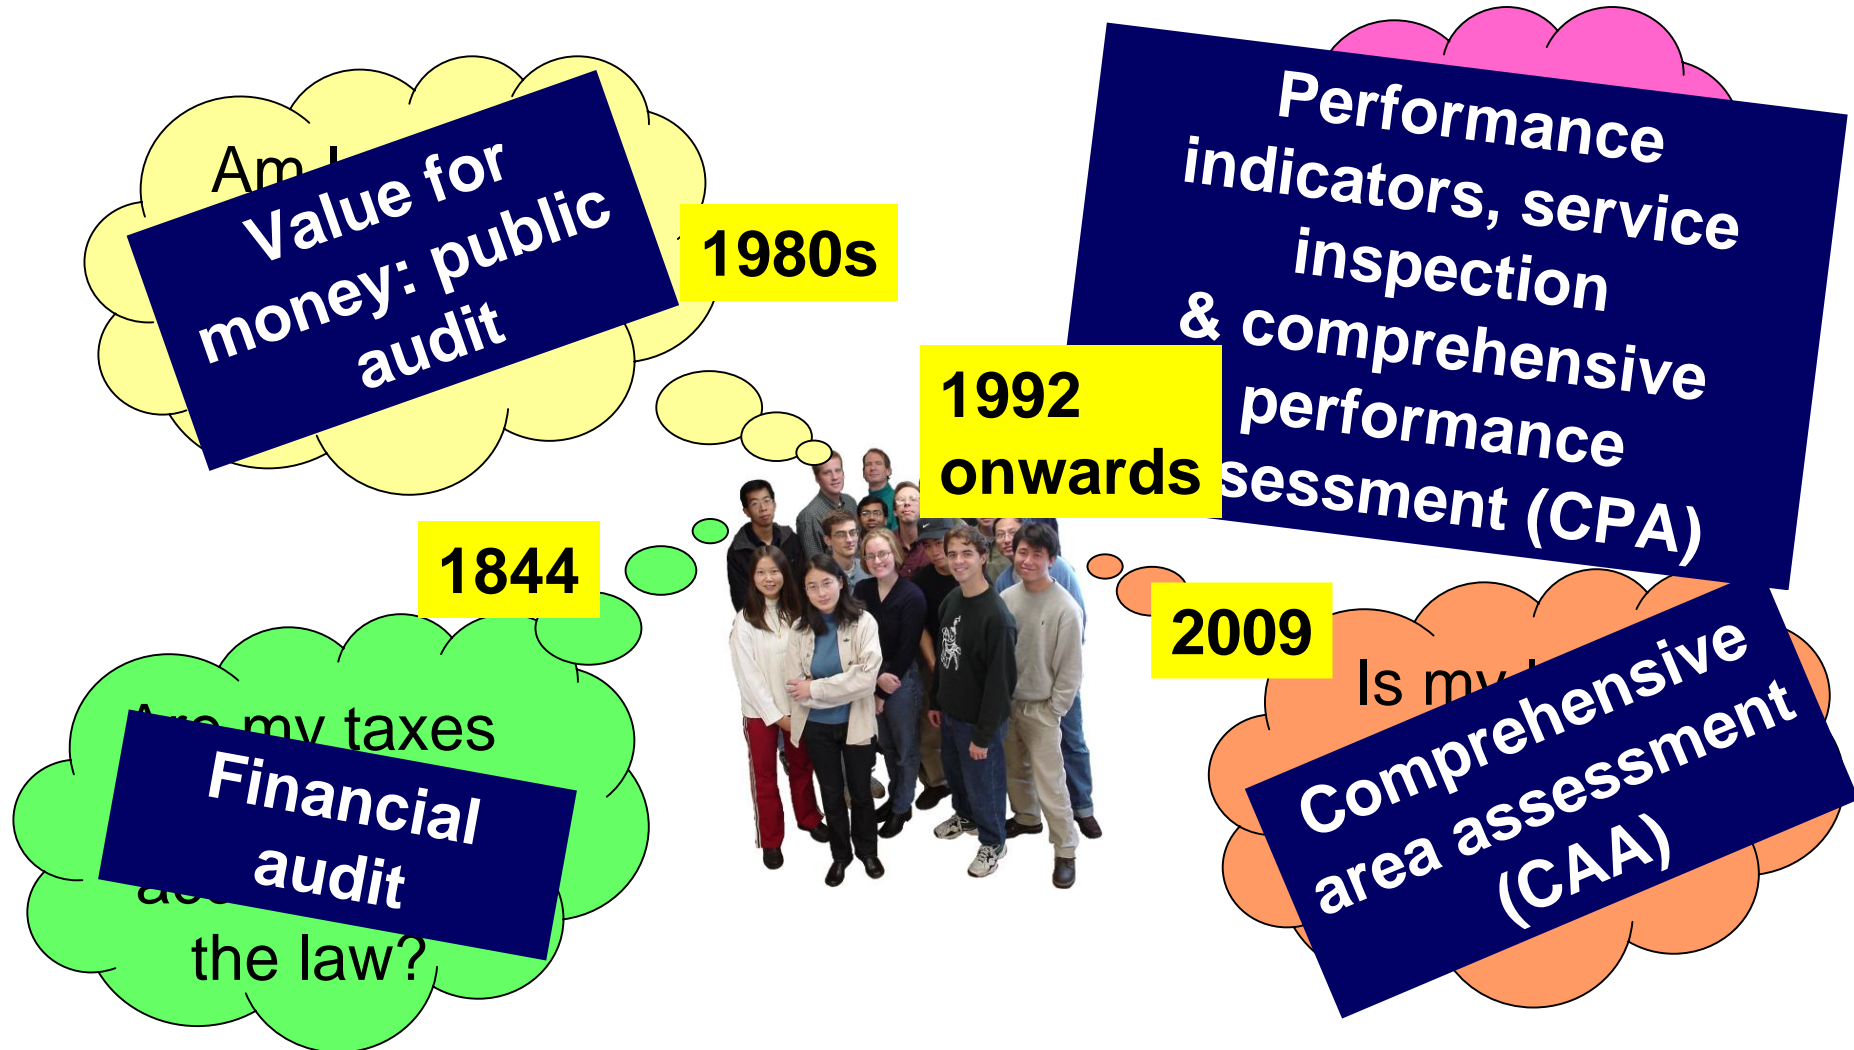 Am
Value for
money: public
audit
1980s
Performance
indicators, service
inspection
& comprehensive
performance
sessment (CPA)
1992
onwards
1844
my taxes
Financial
audit
the law?
2009
Is my
Comprehensive
area assessment
(CAA)